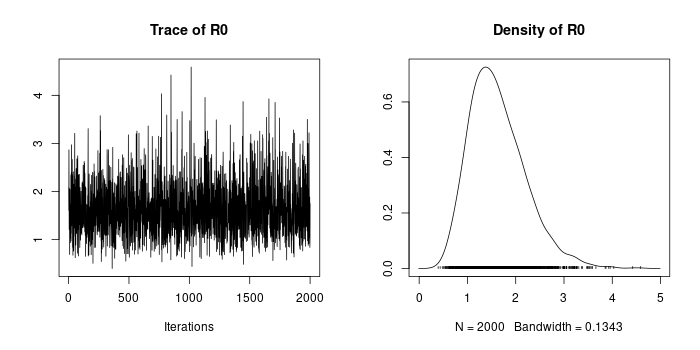 Trace of R0
4
3
2
1
0 500 1000 1500 2000
Iterations
Density of R0
0.6
0.4
0.2
0.0
0 1 2 3 4 5
N = 2000 Bandwidth = 0.1343